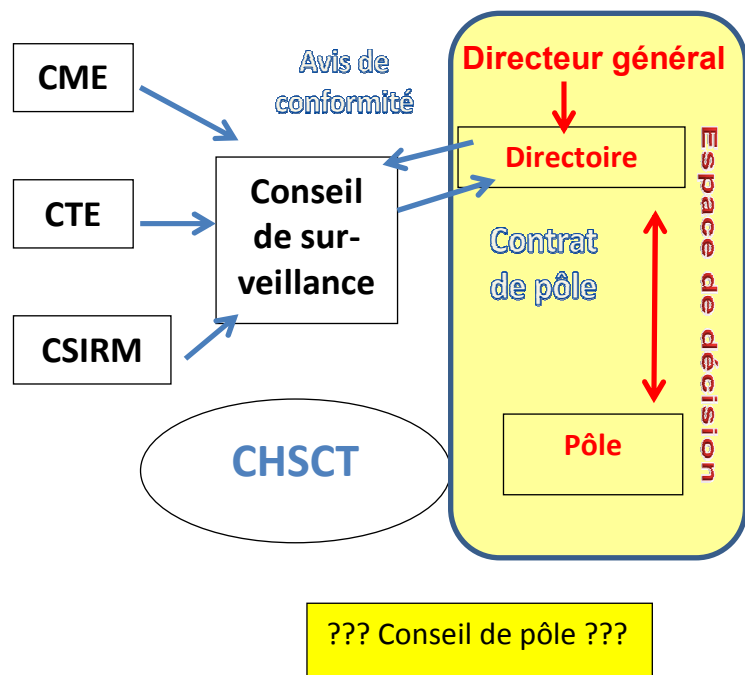 CME
Avis de
conformité
Directeur général
Directoire
CTE
Conseil
de sur-
veillance
Contrat
de pôle
Espace de décision
CSIRM
CHSCT
Pôle
??? Conseil de pôle ???